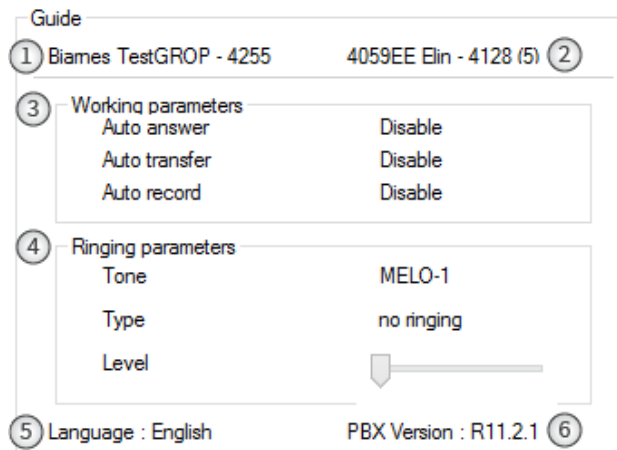 Guide
1 Biarnes TestGROP - 4255 4059EE Elin - 4128 (5) 2
3 Working parameters
Auto answer Disable
Auto transfer Disable
Auto record Disable
4 Ringing parameters
Tone MELO-1
Type no ringing
Level
5 Language : English PBX Version : R11.2.1 6